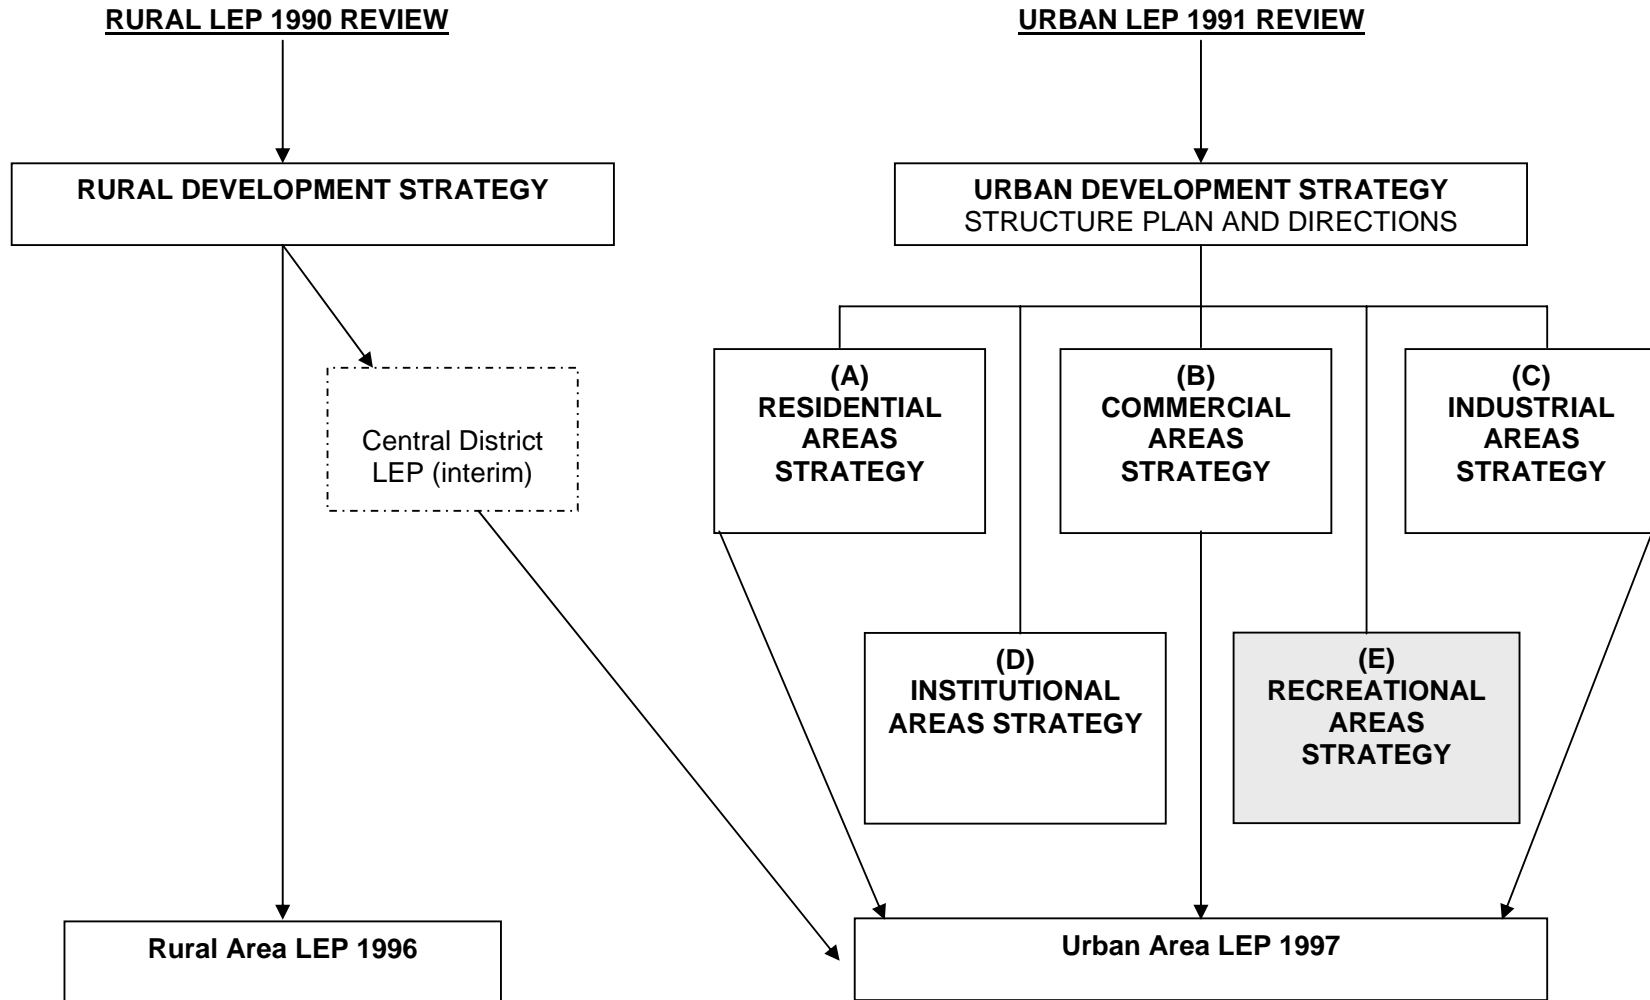 RURAL LEP 1990 REVIEW
URBAN LEP 1991 REVIEW
RURAL DEVELOPMENT STRATEGY
URBAN DEVELOPMENT STRATEGY
STRUCTURE PLAN AND DIRECTIONS
Central District
LEP (interim)
(A)
RESIDENTIAL
AREAS
STRATEGY
(B)
COMMERCIAL
AREAS
STRATEGY
(C)
INDUSTRIAL
AREAS
STRATEGY
(D)
INSTITUTIONAL
AREAS STRATEGY
(E)
RECREATIONAL
AREAS
STRATEGY
Rural Area LEP 1996
Urban Area LEP 1997